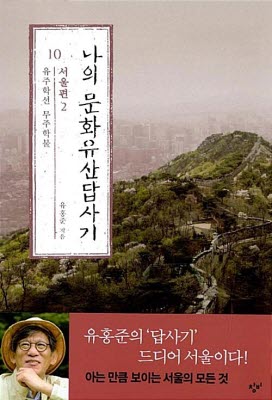 나의 문화유산답사기
10
서울편 2
유주학선 무주학불
유홍준 지음
유홍준의 ‘답사기’
드디어 서울이다!
아는 만큼 보이는 서울의 모든 것
창비